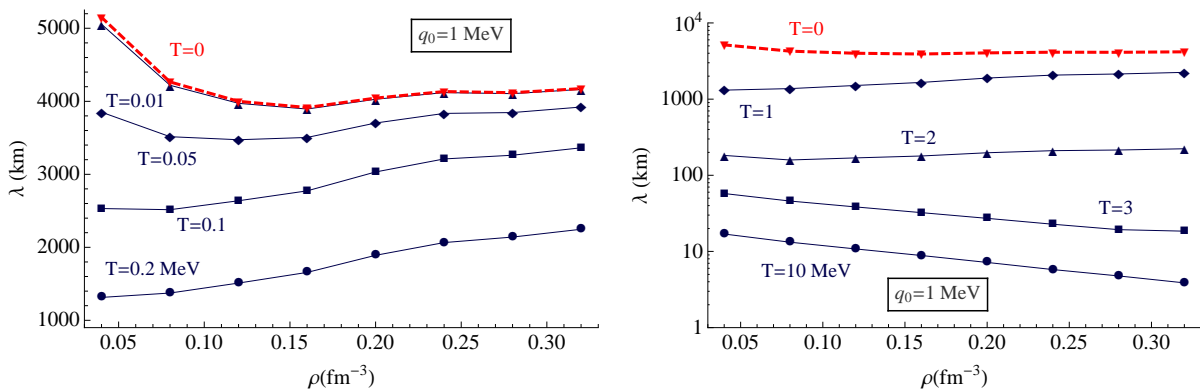 5000
4000
3000
2000
1000
λ (km)
q0=1 MeV
T=0
T=0.01
T=0.05
T=0.1
T=0.2 MeV
0.05 0.10 0.15 0.20 0.25 0.30
ρ(fm−3)
10^4
1000
100
10
1
λ (km)
T=0
T=1
T=2
T=3
T=10 MeV
q0=1 MeV
0.05 0.10 0.15 0.20 0.25 0.30
ρ(fm−3)